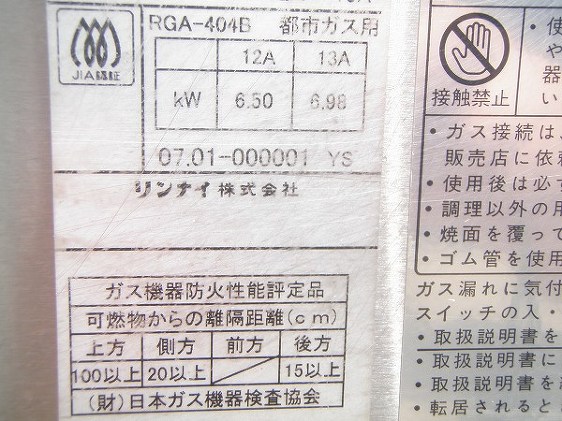 RGA-404B 都市ガス用
12A 13A
kW 6.50 6.98
07.01-000001 YS
リンナイ株式会社
JIA認証
ガス機器防火性能評定品
可燃物からの離隔距離(cm)
上方 側方 前方 後方
100以上 20以上 15以上
(財)日本ガス機器検査協会
接触禁止
・使
や
器
い
・ガス接続は、
販売店に依
・使用後は必ず
・調理以外の用
・焼面を覆って
・ゴム管を使用
ガス漏れに気付
スイッチの入・
・取扱説明書を
・取扱説明書に
・取扱説明書を
・転居されると